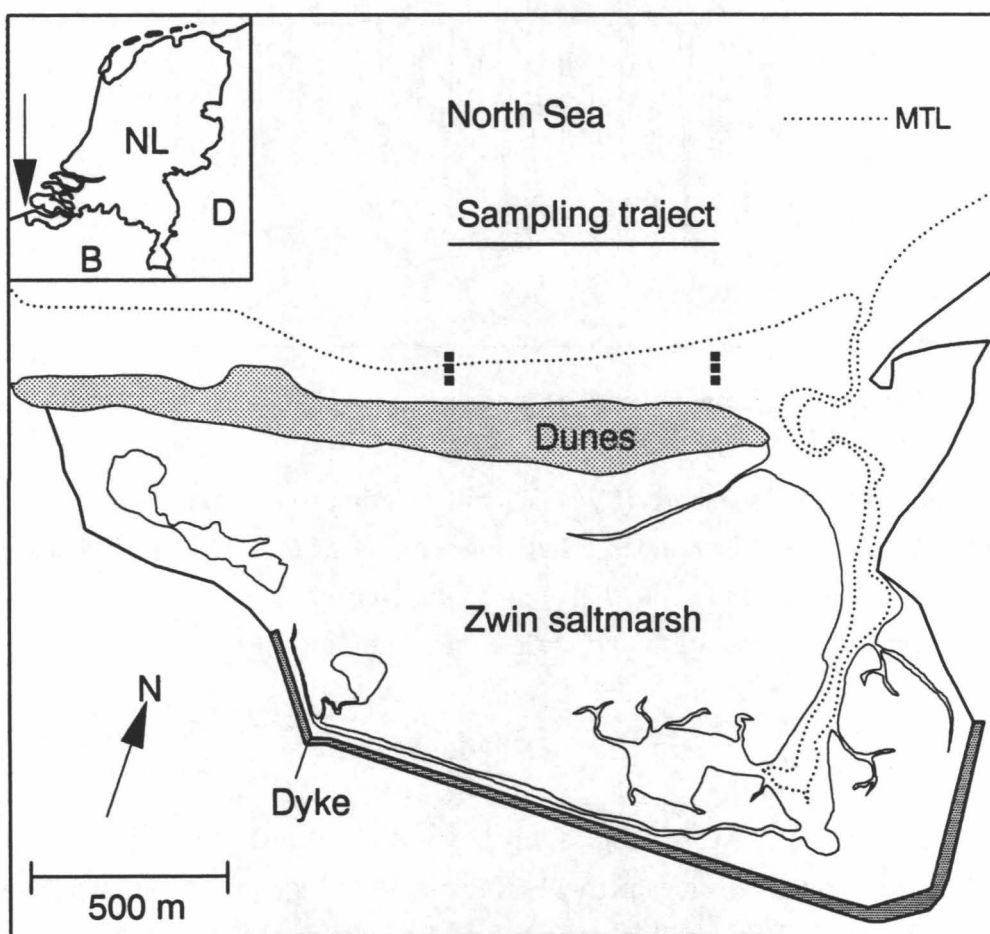 NL
D
B
North Sea
MTL
Sampling traject
Dunes
Zwin saltmarsh
N
Dyke
500 m